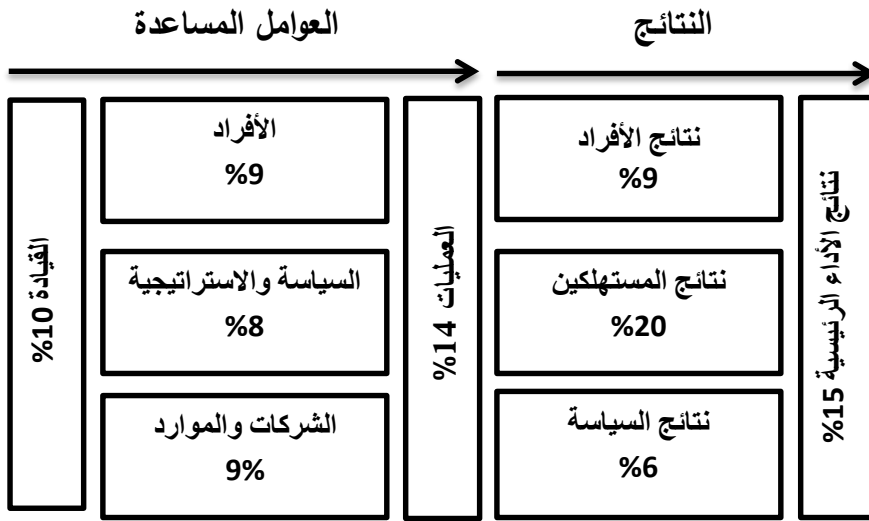 العوامل المساعدة
النتائج
القيادة 10%
الأفراد
%9
السياسة والاستراتيجية
%8
الشركات والموارد
9%
العمليات 14%
نتائج الأفراد
%9
نتائج المستهلكين
%20
نتائج السياسة
%6
نتائج الأداء الرئيسية 15%